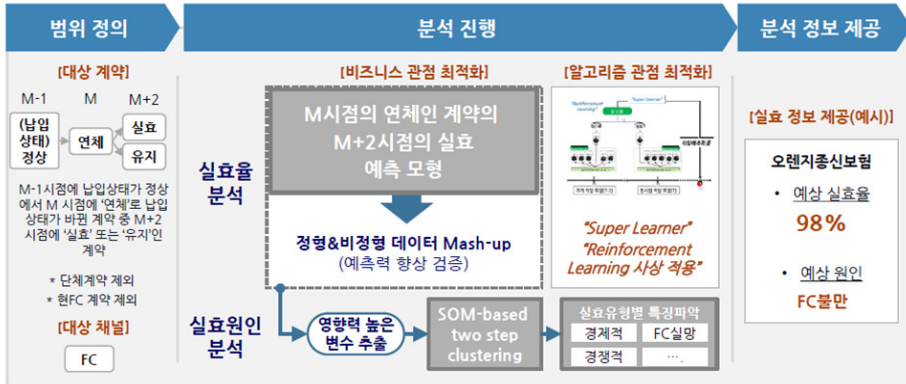 범위 정의
분석 진행
분석 정보 제공
[대상 계약]
M-1
M
M+2
(납입
상태)
정상
연체
실효
유지
M-1시점에 납입상태가 정상
에서 M 시점에 '연체'로 납입
상태가 바뀐 계약 중 M+2
시점에 '실효' 또는 '유지'인
계약
* 단체계약 제외
* 현FC 계약 제외
[대상 채널]
FC
실효율
분석
[비즈니스 관점 최적화]
M시점의 연체인 계약의
M+2시점의 실효
예측 모형
정형&비정형 데이터 Mash-up
(예측력 향상 검증)
[알고리즘 관점 최적화]
"Reinforcement
Learning"
"Super Learner"
"Super Learner"
"Reinforcement
Learning 사상 적용"
실효원인
분석
영향력 높은
변수 추출
SOM-based
two step
clustering
실효유형별 특징파악
경제적
FC실망
경쟁적
….
[실효 정보 제공(예시)]
오렌지종신보험
• 예상 실효율
98%
• 예상 원인
FC불만